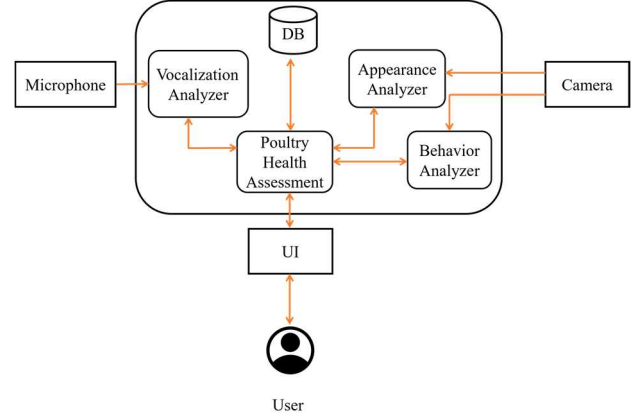 DB
Microphone
Vocalization
Analyzer
Appearance
Analyzer
Camera
Poultry
Health
Assessment
Behavior
Analyzer
UI
User